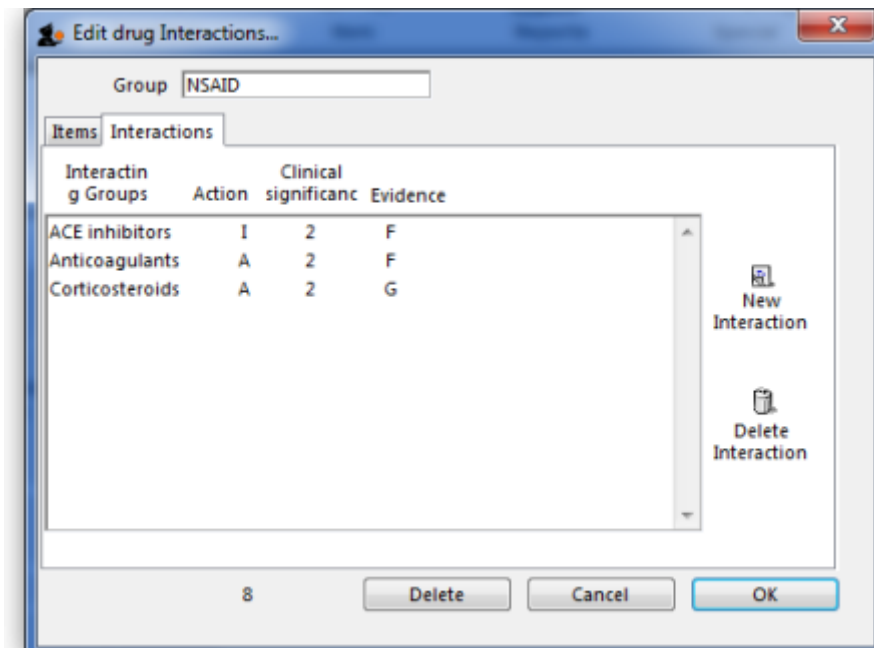 Edit drug Interactions...
Group NSAID
Items Interactions
Interactin Clinical
g Groups Action significanc Evidence
ACE inhibitors I 2 F
Anticoagulants A 2 F
Corticosteroids A 2 G
New
Interaction
Delete
Interaction
8 Delete Cancel OK